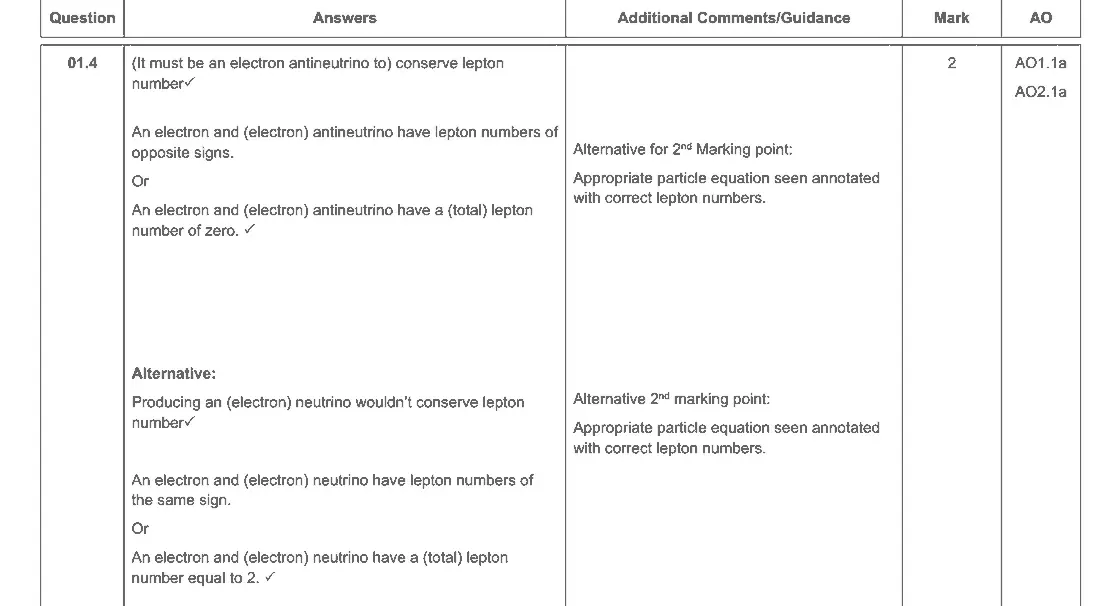 Question Answers Additional Comments/Guidance Mark AO
01.4 (It must be an electron antineutrino to) conserve lepton 2 AO1.1a
number✓
AO2.1a
An electron and (electron) antineutrino have lepton numbers of
opposite signs.
Alternative for 2nd Marking point:
Or
Appropriate particle equation seen annotated
with correct lepton numbers.
An electron and (electron) antineutrino have a (total) lepton
number of zero. ✓
Alternative:
Producing an (electron) neutrino wouldn't conserve lepton
number✓
Alternative 2nd marking point:
Appropriate particle equation seen annotated
with correct lepton numbers.
An electron and (electron) neutrino have lepton numbers of
the same sign.
Or
An electron and (electron) neutrino have a (total) lepton
number equal to 2. ✓